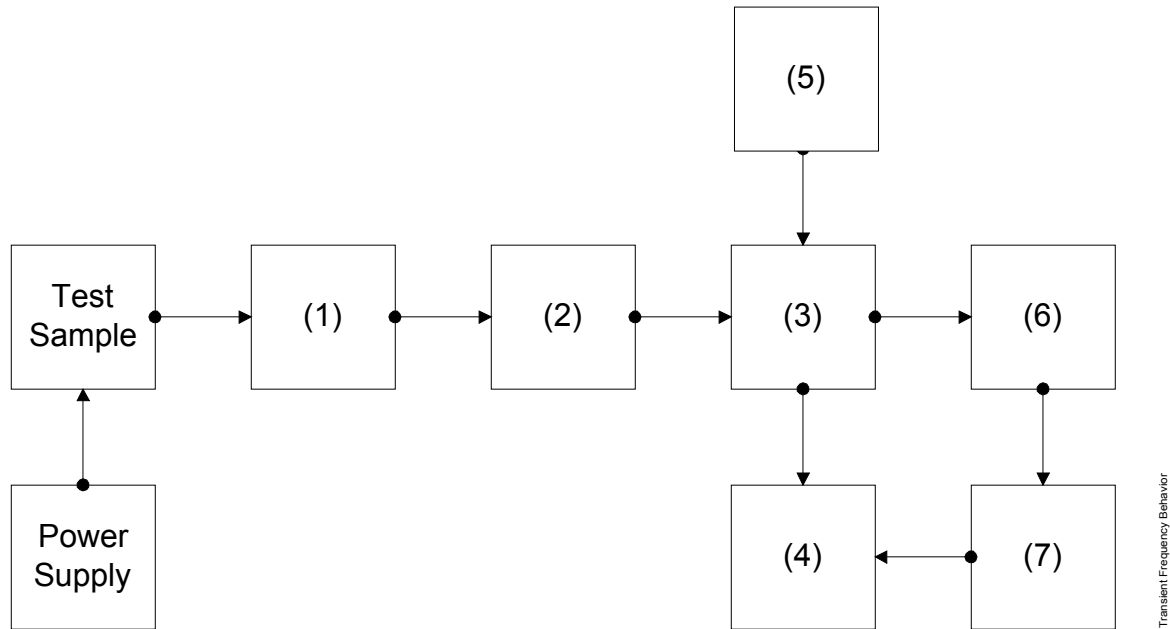 (5)
Test
Sample
(1)
(2)
(3)
(6)
Power
Supply
(4)
(7)
Transient Frequency Behavior